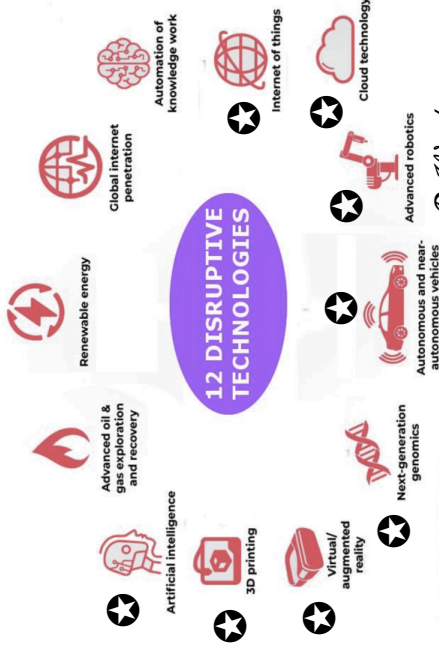 Renewable energy
Advanced oil &
gas exploration
and recovery
Global internet
penetration
Artificial intelligence
Automation of
knowledge work
12 DISRUPTIVE
TECHNOLOGIES
3D printing
Internet of things
Virtual/
augmented
reality
Cloud technology
Next-generation
genomics
Autonomous and near-
autonomous vehicles
Advanced robotics